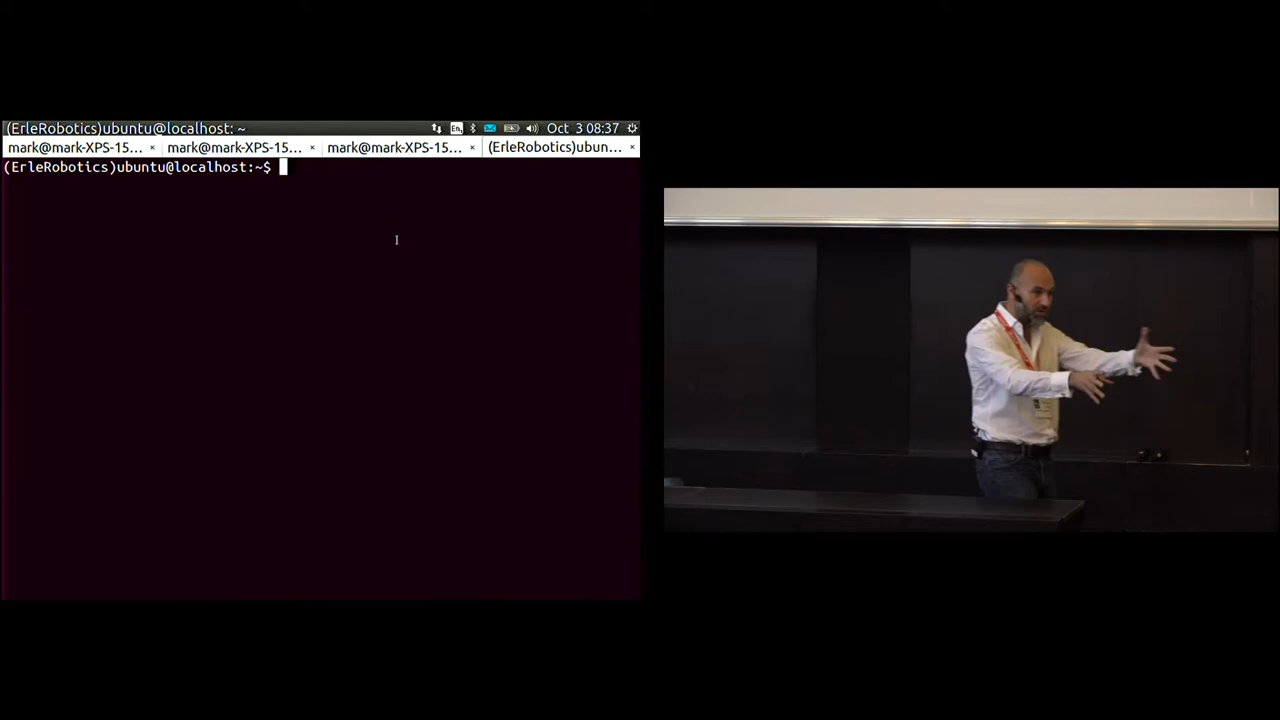 (ErleRobotics)ubuntu@localhost: ~
En
Oct 3 08:37
mark@mark-XPS-15... × mark@mark-XPS-15... × mark@mark-XPS-15... × (ErleRobotics)ubun... ×
(ErleRobotics)ubuntu@localhost:~$